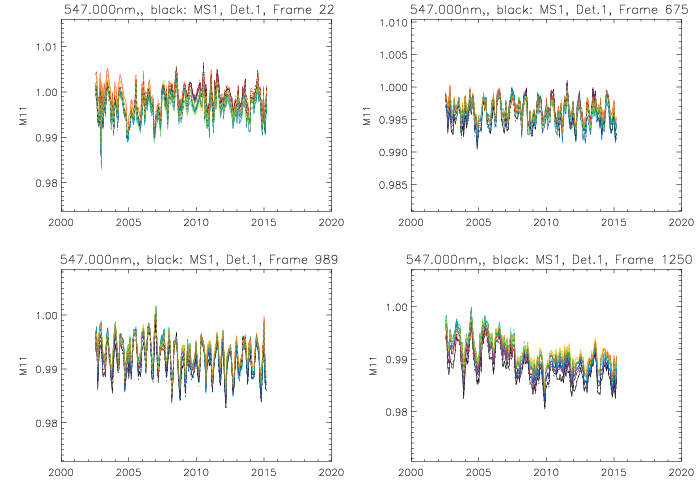 547.000nm,, black: MS1, Det.1, Frame 22
1.01
1.00
0.99
0.98
M11
2000 2005 2010 2015 2020
547.000nm,, black: MS1, Det.1, Frame 675
1.010
1.005
1.000
0.995
0.990
0.985
M11
2000 2005 2010 2015 2020
547.000nm,, black: MS1, Det.1, Frame 989
1.00
0.99
0.98
M11
2000 2005 2010 2015 2020
547.000nm,, black: MS1, Det.1, Frame 1250
1.00
0.99
0.98
M11
2000 2005 2010 2015 2020